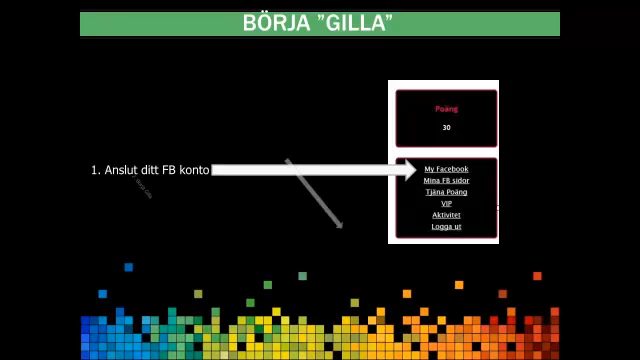 BÖRJA ”GILLA”
Poäng
30
1. Anslut ditt FB konto
My Facebook
Mina FB sidor
Tjäna Poäng
VIP
Aktivitet
Logga ut